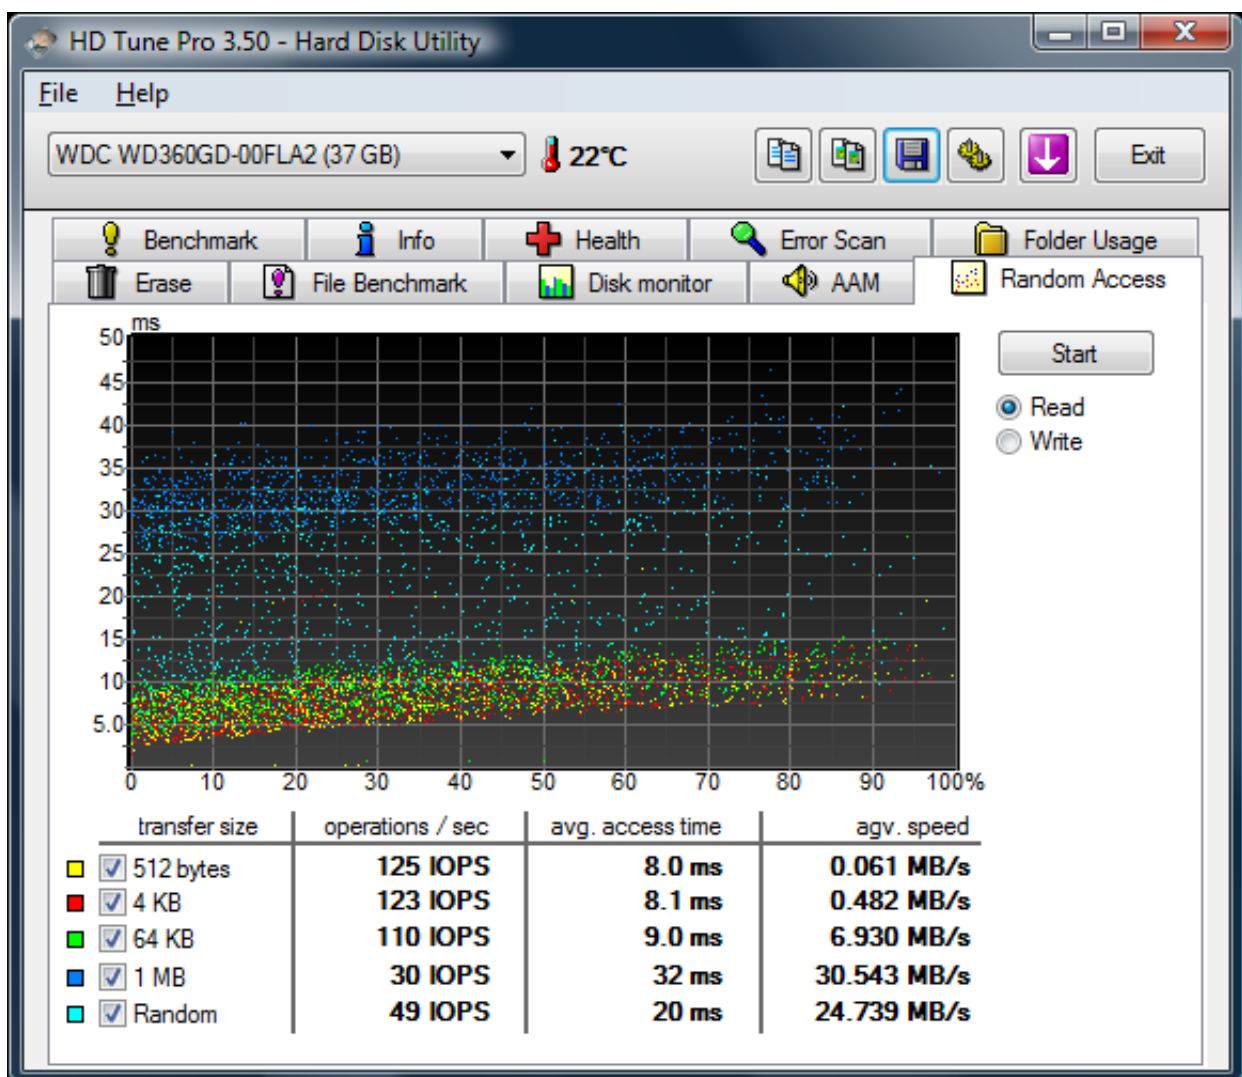 HD Tune Pro 3.50 - Hard Disk Utility
File Help
WDC WD360GD-00FLA2 (37 GB) 22°C Exit
Benchmark Info Health Error Scan Folder Usage
Erase File Benchmark Disk monitor AAM Random Access
ms
50
45
40
35
30
25
20
15
10
5.0
0 10 20 30 40 50 60 70 80 90 100%
Start
Read
Write
transfer size operations / sec avg. access time agv. speed
512 bytes 125 IOPS 8.0 ms 0.061 MB/s
4 KB 123 IOPS 8.1 ms 0.482 MB/s
64 KB 110 IOPS 9.0 ms 6.930 MB/s
1 MB 30 IOPS 32 ms 30.543 MB/s
Random 49 IOPS 20 ms 24.739 MB/s